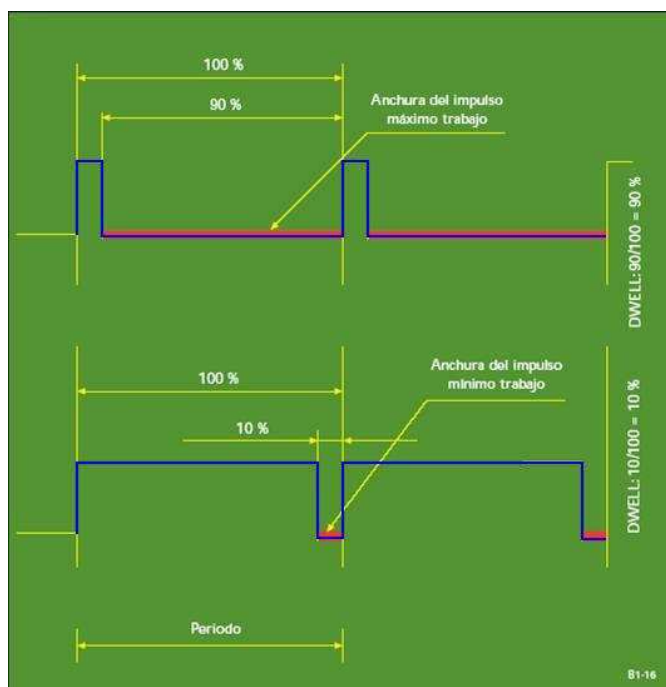 100 %
90 %
Anchura del impulso
máximo trabajo
DWELL: 90/100 = 90 %
100 %
10 %
Anchura del impulso
mínimo trabajo
DWELL: 10/100 = 10 %
Periodo
B1-16